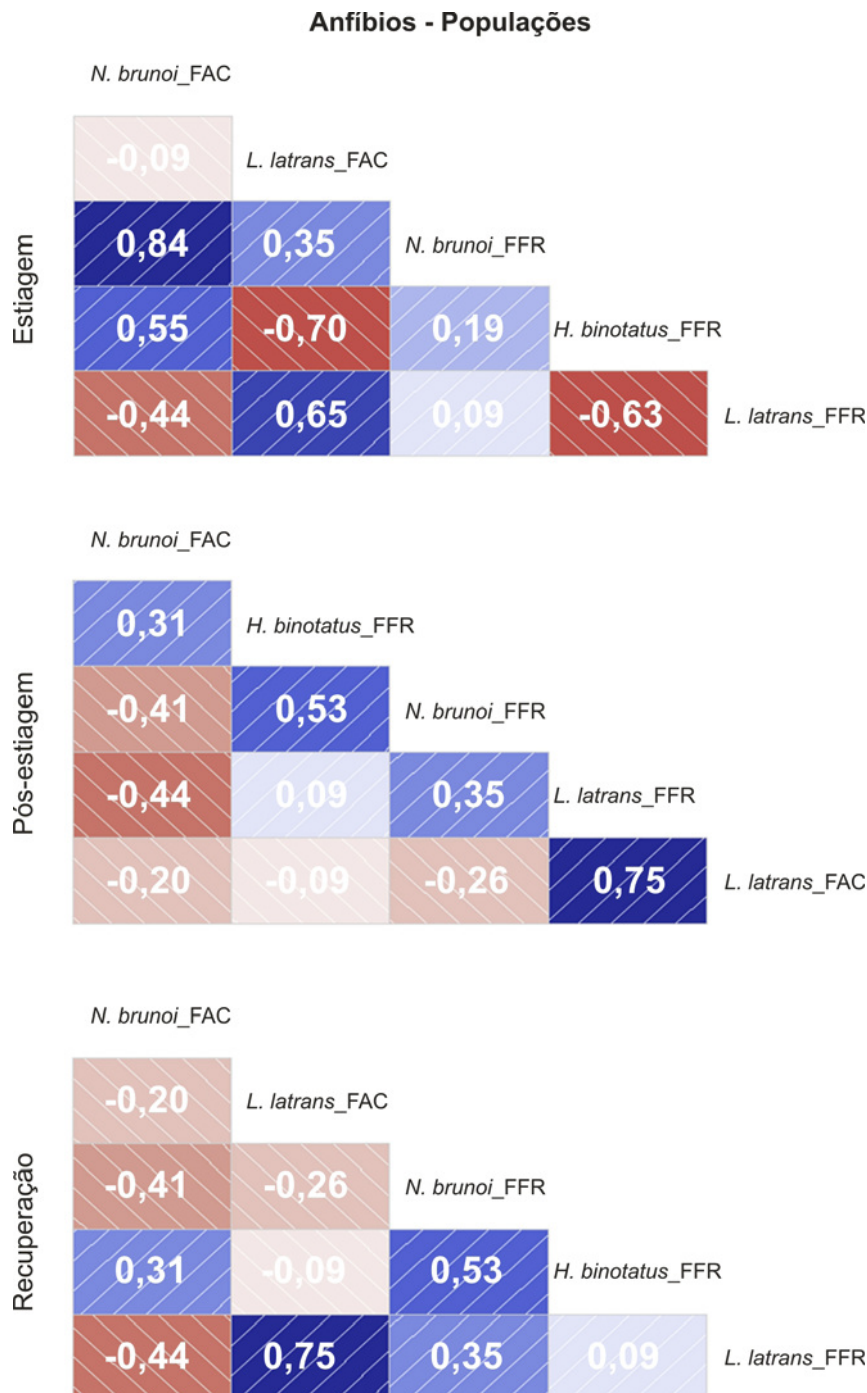 Anfíbios - Populações
Estiagem
N. brunoi_FAC
-0,09 L. latrans_FAC
0,84 0,35 N. brunoi_FFR
0,55 -0,70 0,19 H. binotatus_FFR
-0,44 0,65 0,09 -0,63 L. latrans_FFR
Pós-estiagem
N. brunoi_FAC
0,31 H. binotatus_FFR
-0,41 0,53 N. brunoi_FFR
-0,44 0,09 0,35 L. latrans_FFR
-0,20 -0,09 -0,26 0,75 L. latrans_FAC
Recuperação
N. brunoi_FAC
-0,20 L. latrans_FAC
-0,41 -0,26 N. brunoi_FFR
0,31 -0,09 0,53 H. binotatus_FFR
-0,44 0,75 0,35 0,09 L. latrans_FFR